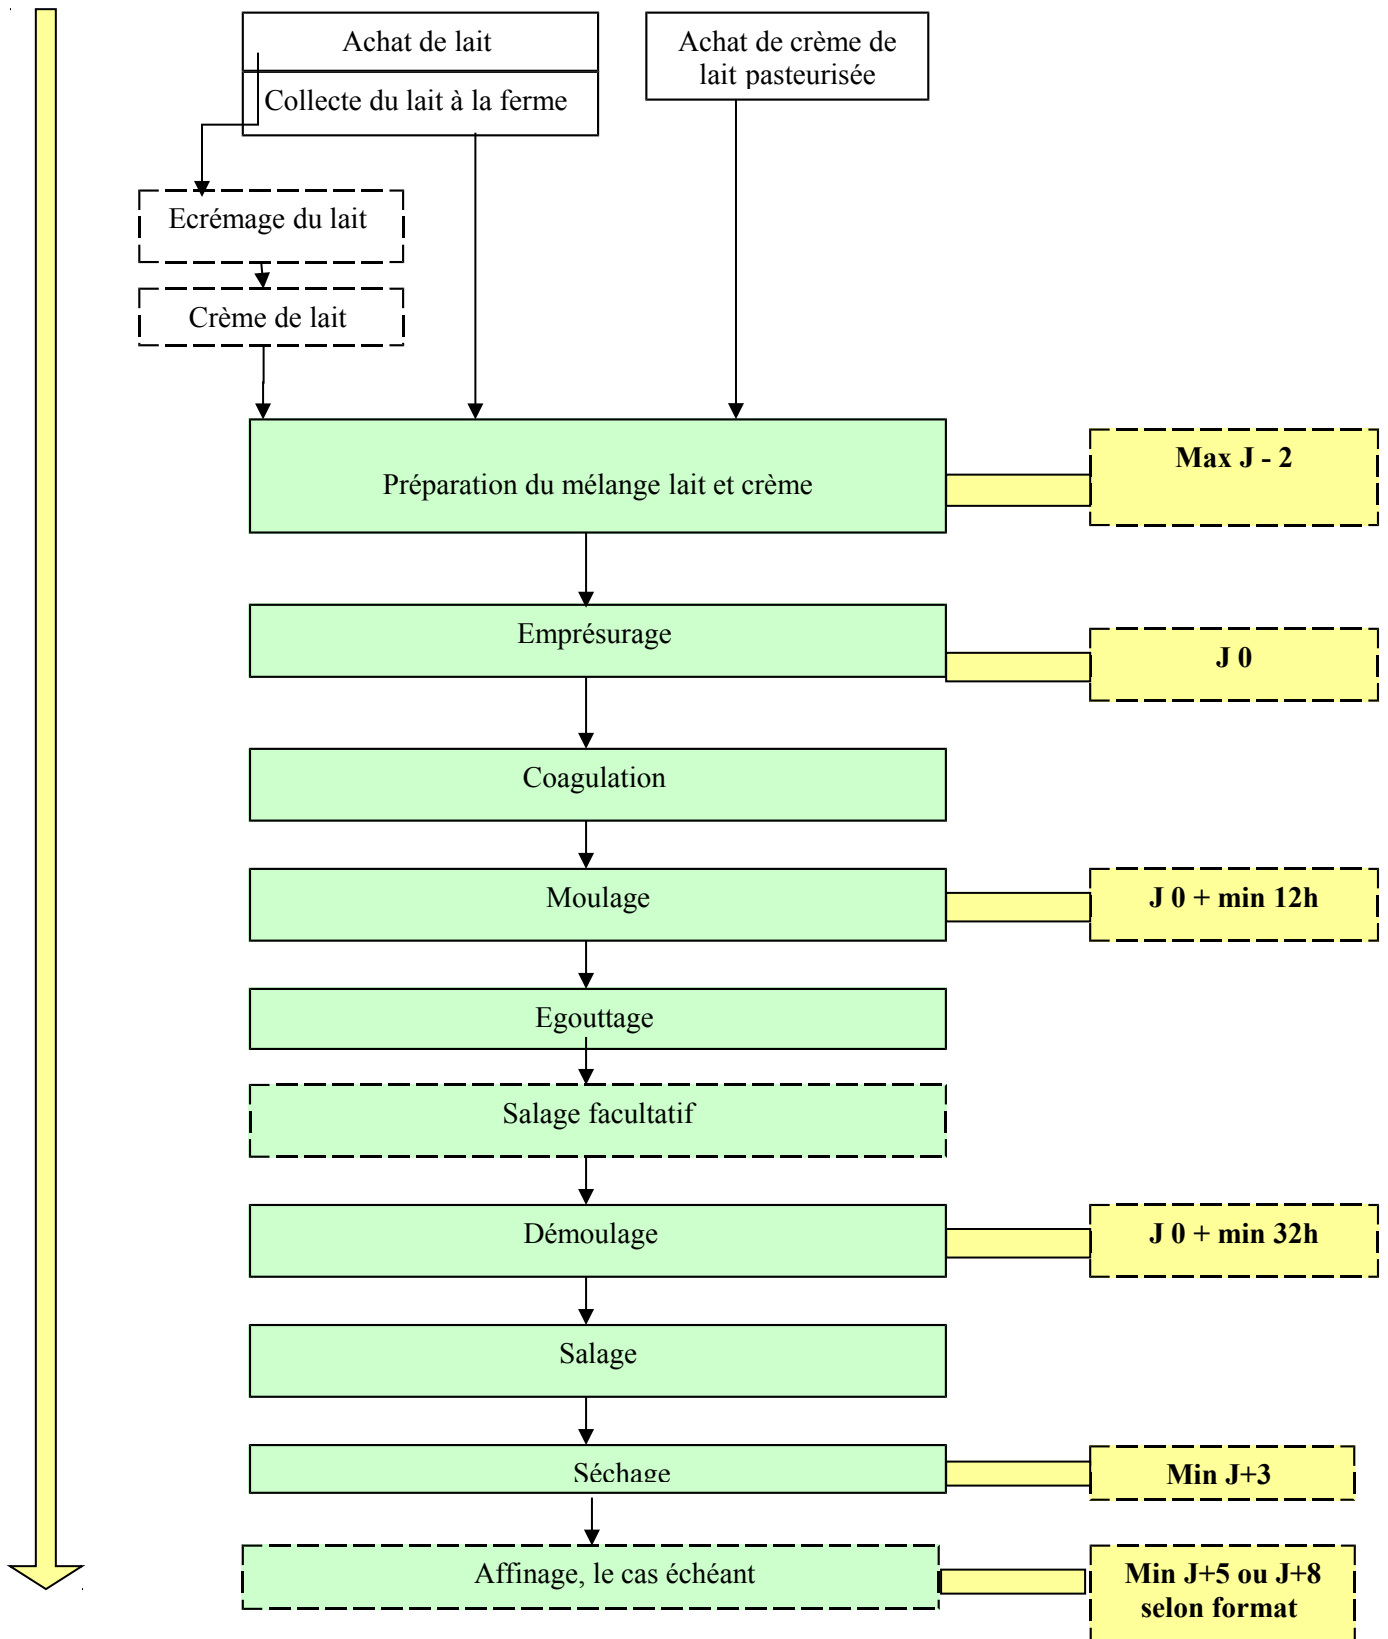 Achat de lait
Achat de crème de
lait pasteurisée
Collecte du lait à la ferme
Ecrémage du lait
Crème de lait
Préparation du mélange lait et crème
Max J - 2
Emprésurage
J 0
Coagulation
Moulage
J 0 + min 12h
Egouttage
Salage facultatif
Démoulage
J 0 + min 32h
Salage
Séchage
Min J+3
Affinage, le cas échéant
Min J+5 ou J+8
selon format